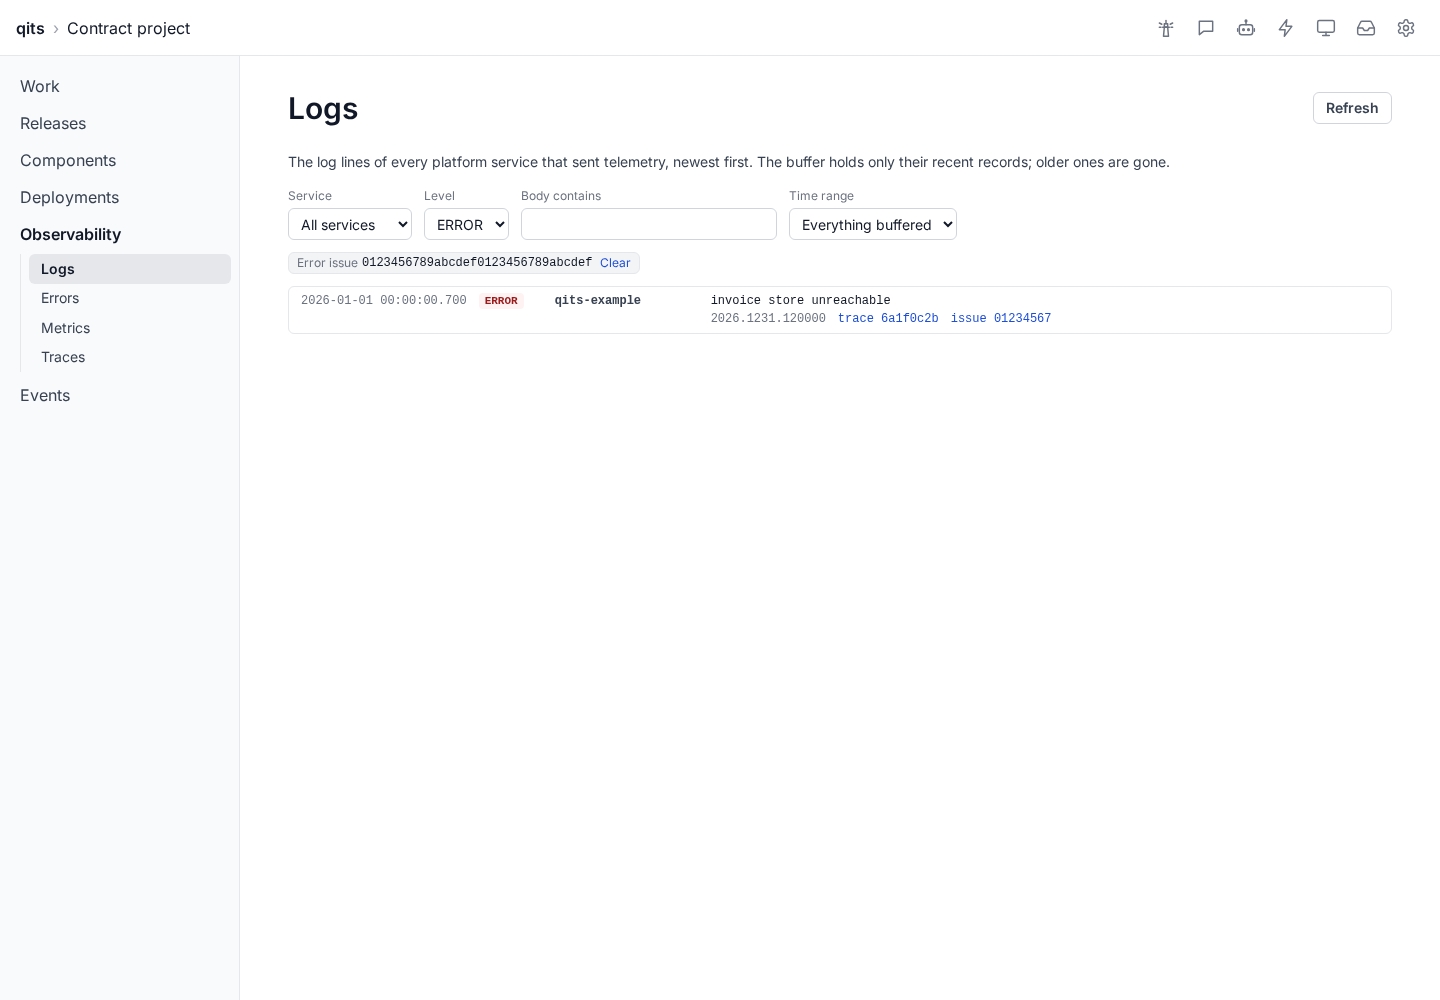 qits › Contract project
Work
Releases
Components
Deployments
Observability
Logs
Errors
Metrics
Traces
Events
Logs
Refresh
The log lines of every platform service that sent telemetry, newest first. The buffer holds only their recent records; older ones are gone.
Service Level Body contains Time range
All services ERROR Everything buffered
Error issue 0123456789abcdef0123456789abcdef Clear
2026-01-01 00:00:00.700 ERROR qits-example invoice store unreachable
2026.1231.120000 trace 6a1f0c2b issue 01234567